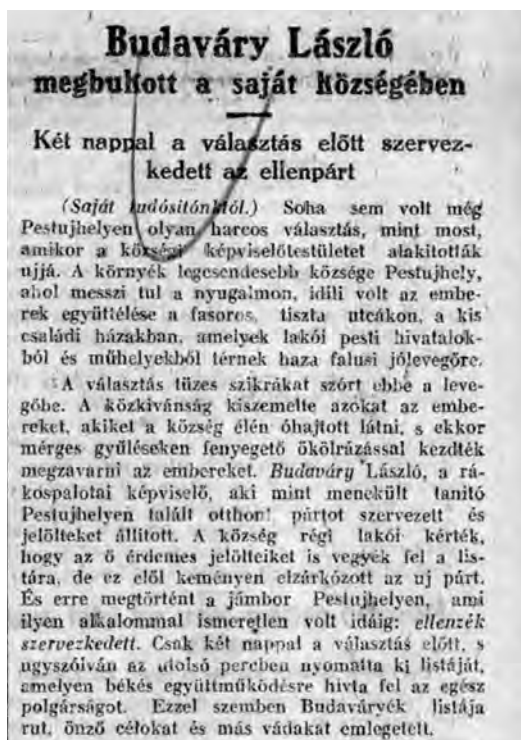 Budaváry László
megbukott a saját községében
Két nappal a választás előtt szervez-
kedett az ellenpárt
(Saját tudósítónktól.) Soha sem volt még
Pestujhelyen olyan harcos választás, mint most,
amikor a községi képviselőtestületet alakitották
ujjá. A környék legcsendesebb községe Pestujhely,
ahol messzi tul a nyugalmon, idilli volt az embe-
rek együttélése a fasoros, tiszta utcákon, a kis
családi házakban, amelyek lakói pesti hivatalok-
ból és műhelyekből térnek haza falusi jólevegőre.
A választás tüzes szikrákat szórt ebbe a leve-
gőbe. A közkivánság kiszemelte azokat az embe-
reket, akiket a község élén óhajtott látni, s ekkor
mérges gyüléseken fenyegető ökölrázással kezdték
megzavarni az embereket. Budaváry László, a rá-
kospalotai képviselő, aki mint menekült tanitó
Pestujhelyen talált otthont pártot szervezett és
jelölteket állitott. A község régi lakói kérték,
hogy az ő érdemes jelölteiket is vegyék fel a lis-
tára, de ez elől keményen elzárkózott az uj párt.
És erre megtörtént a jámbor Pestujhelyen, ami
ilyen alkalommal ismeretlen volt idáig: ellenzék
szervezkedett. Csak két nappal a választás előtt, s
ugyszólván az utolsó percben nyomatta ki listáját,
amelyen békés együttműködésre hivta fel az egész
polgárságot. Ezzel szemben Budaváryék listája
rut, önző célokat és más vádakat emlegetett.